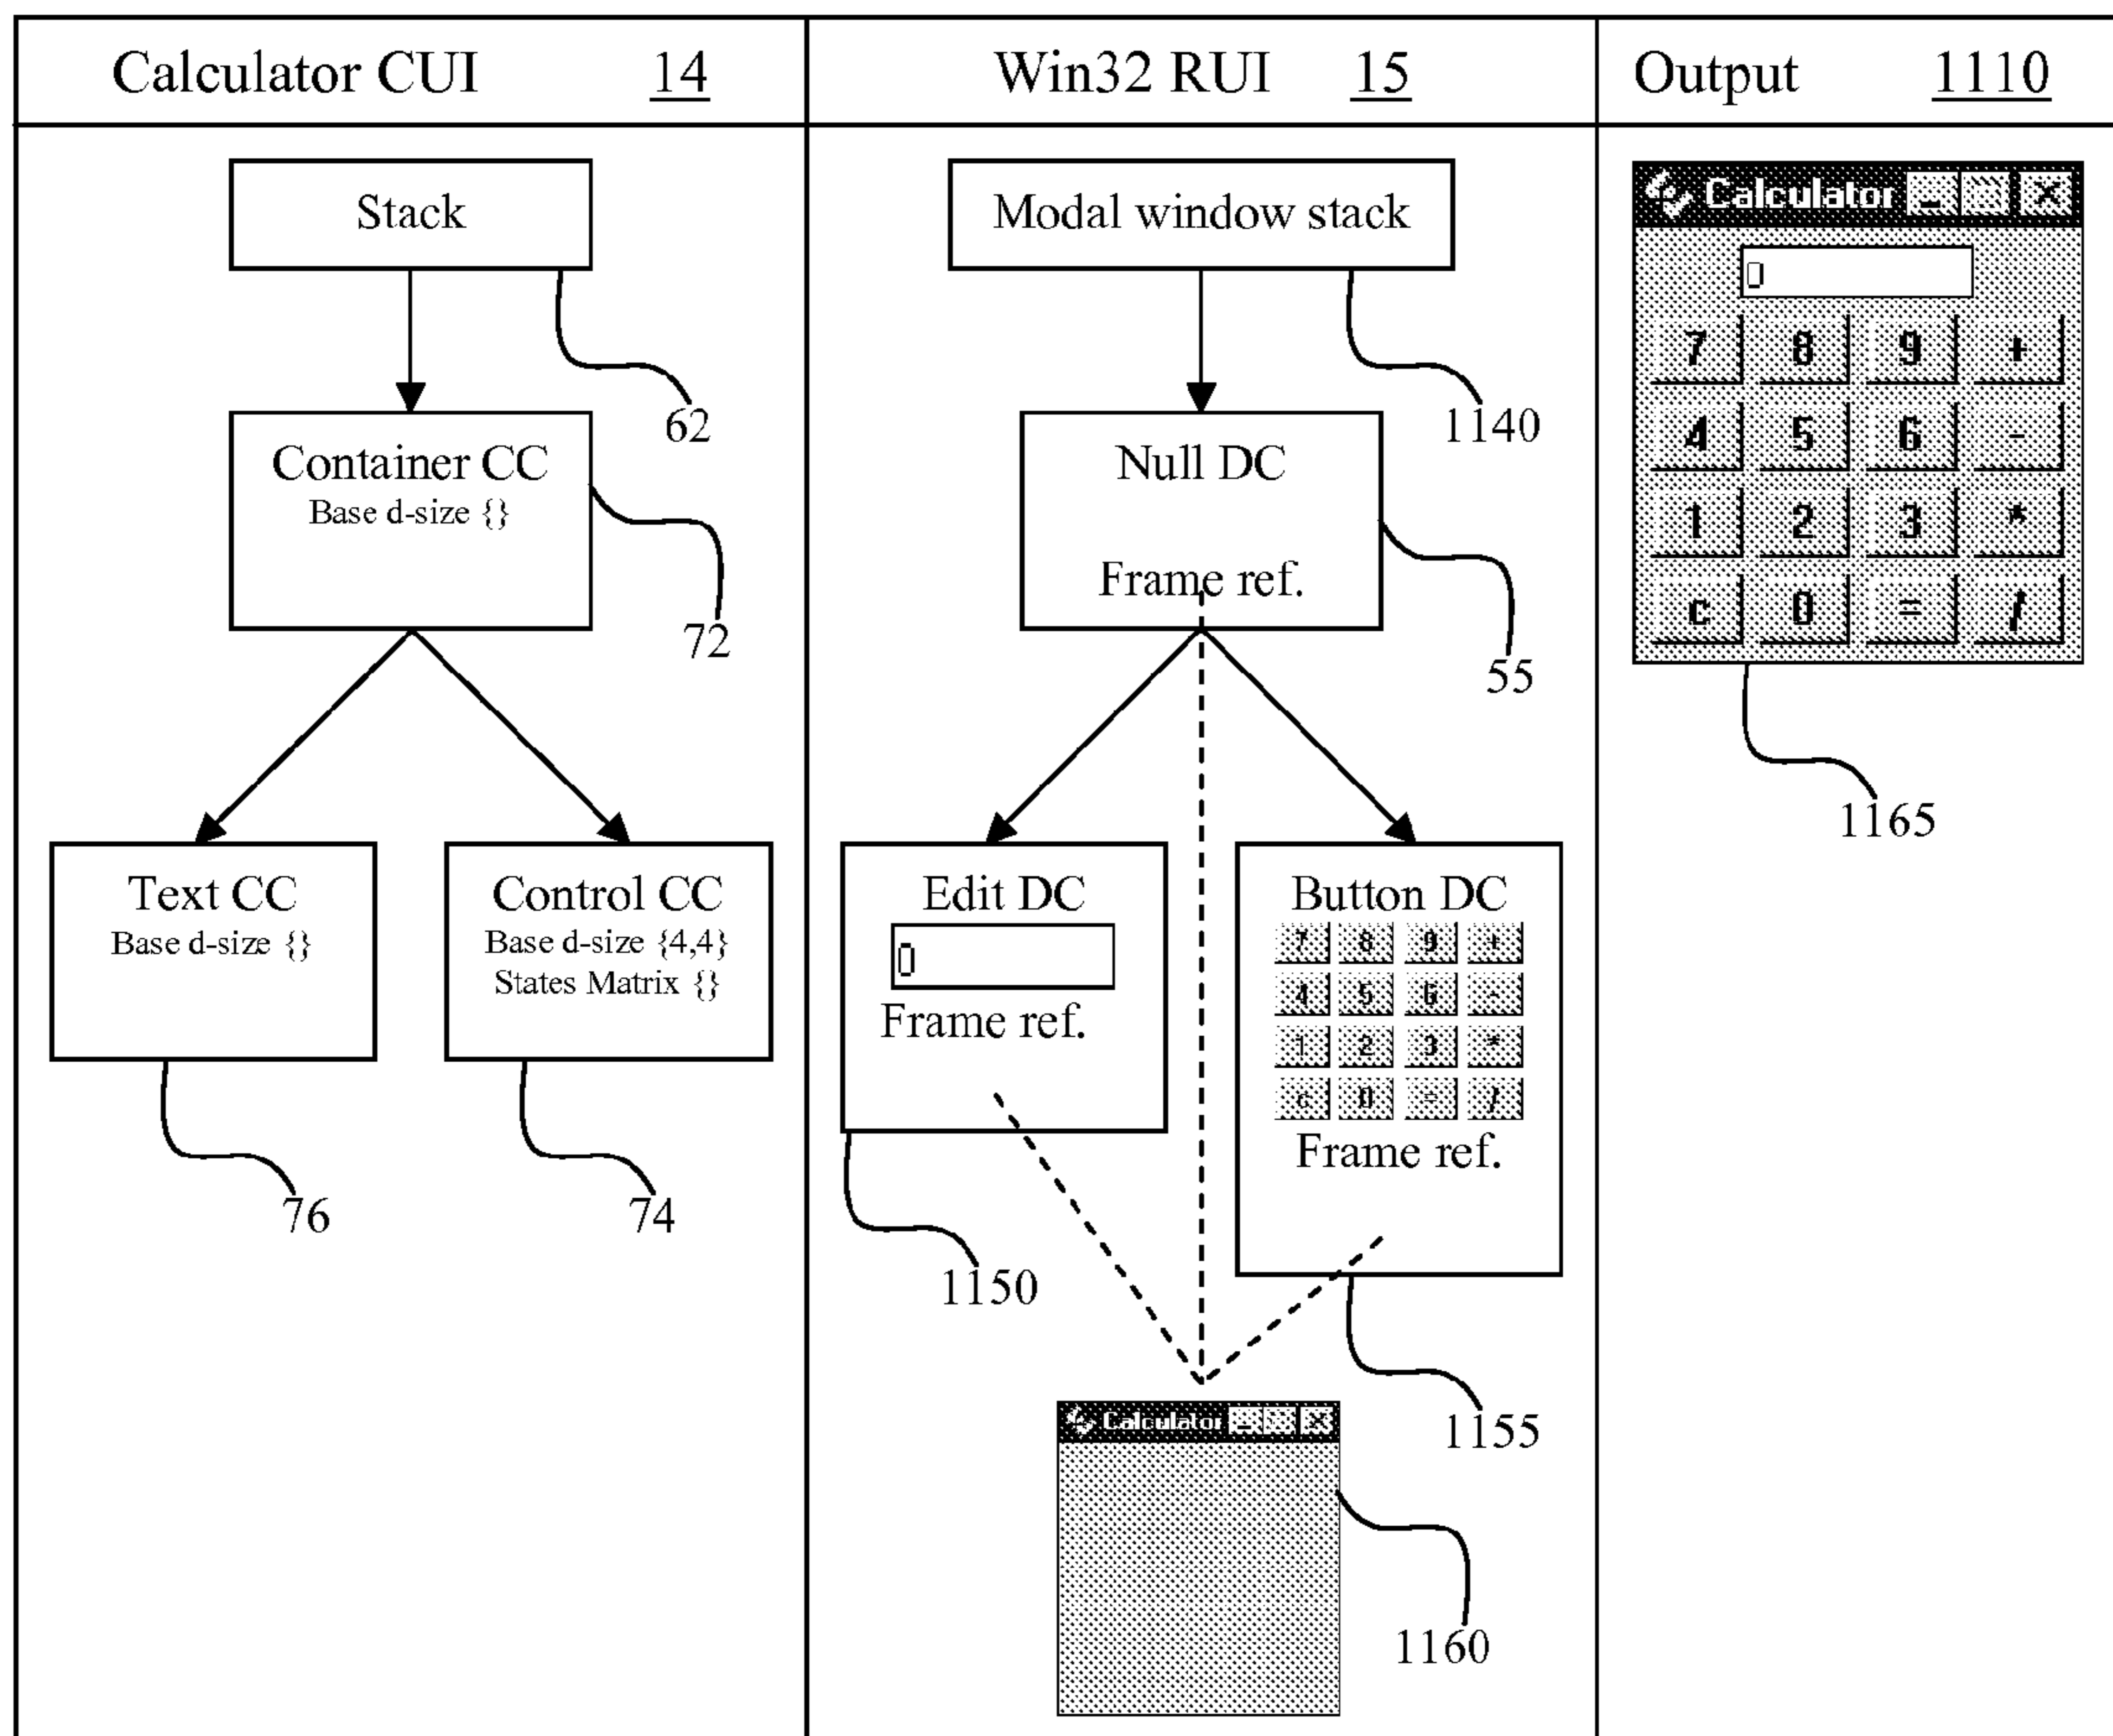 Calculator CUI 14
Stack
62
Container CC
Base d-size {}
72
Text CC
Base d-size {}
76
Control CC
Base d-size {4,4}
States Matrix {}
74
Win32 RUI 15
Modal window stack
1140
Null DC
Frame ref.
55
Edit DC
0
Frame ref.
1150
Button DC
7 8 9 +
4 5 6 -
1 2 3 *
c 0 = /
Frame ref.
1155
Calculator
1160
Output 1110
Calculator
0
7 8 9 +
4 5 6 -
1 2 3 *
c 0 = /
1165